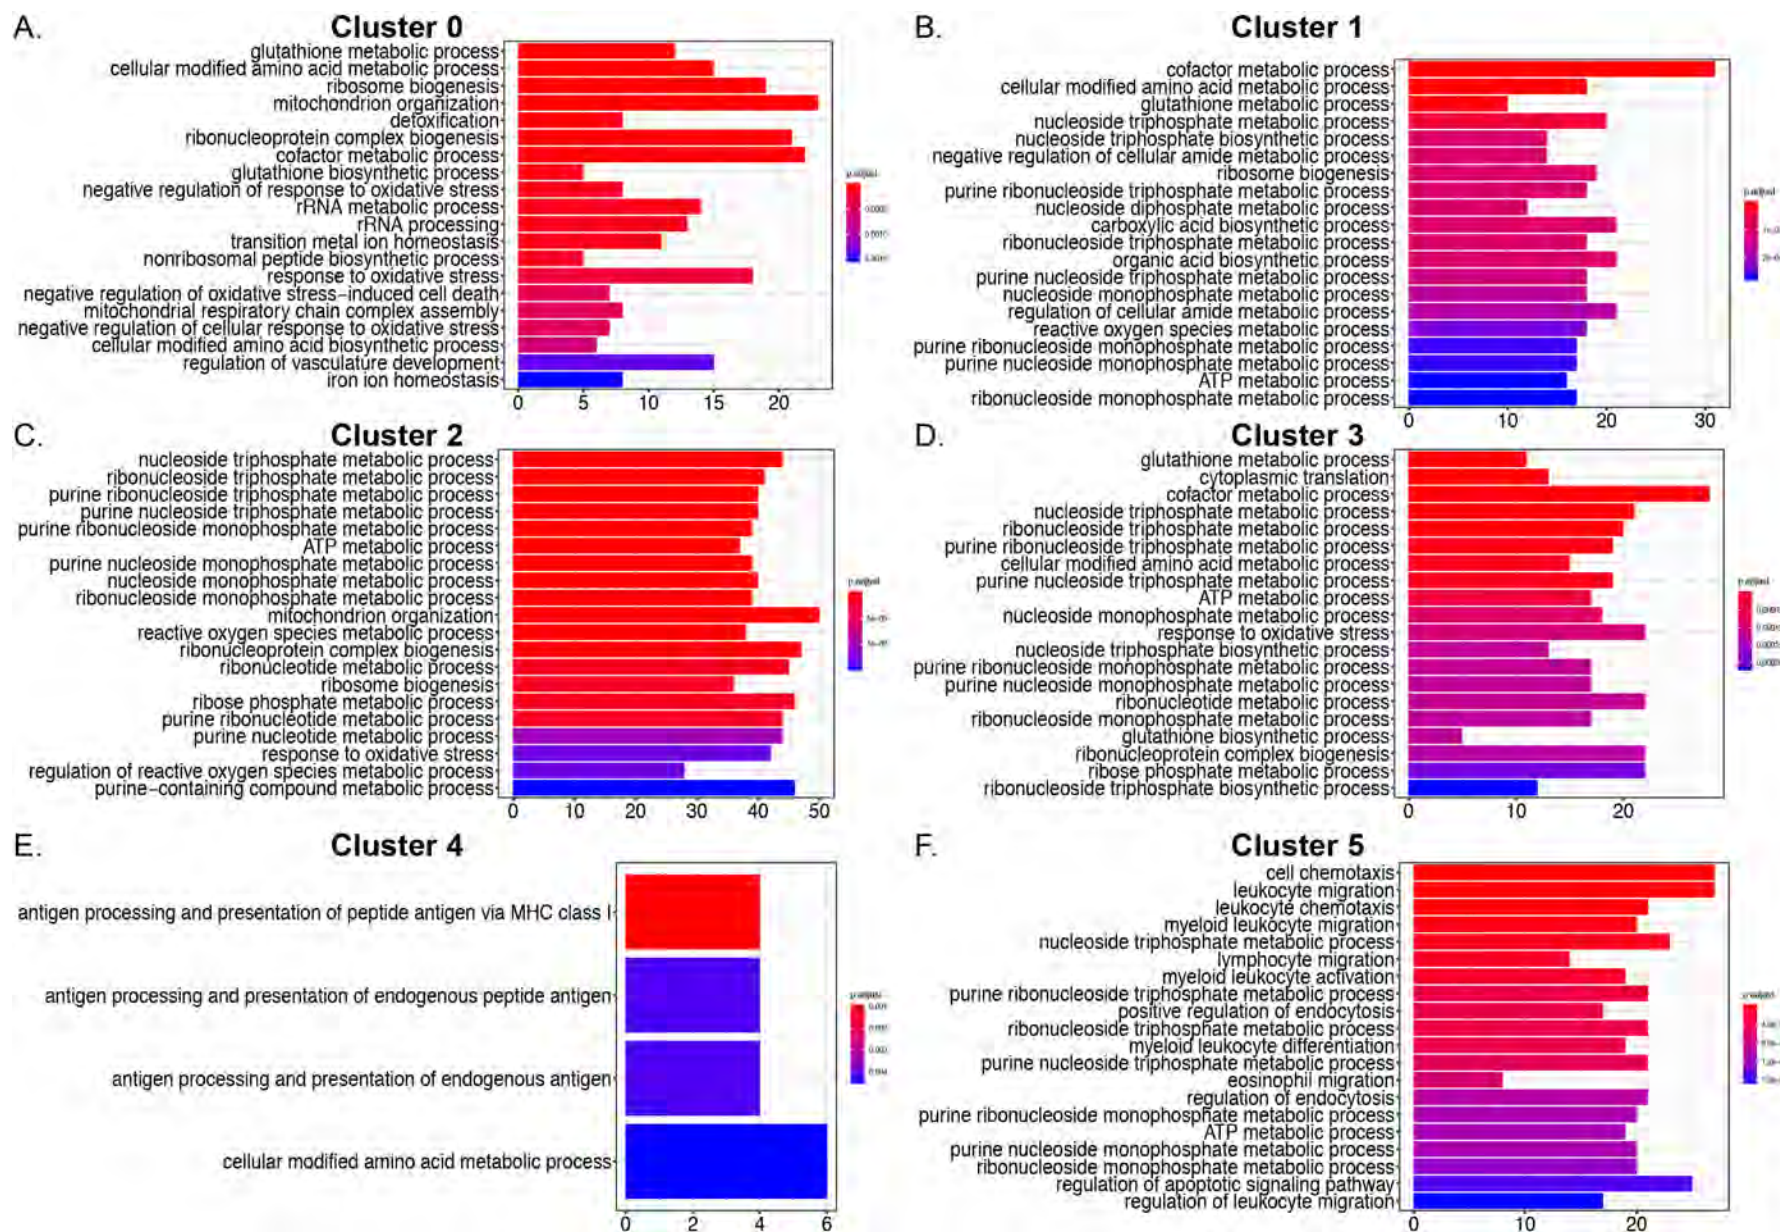 A.
Cluster 0
glutathione metabolic process
cellular modified amino acid metabolic process
ribosome biogenesis
mitochondrion organization
detoxification
ribonucleoprotein complex biogenesis
cofactor metabolic process
glutathione biosynthetic process
negative regulation of response to oxidative stress
rRNA metabolic process
rRNA processing
transition metal ion homeostasis
nonribosomal peptide biosynthetic process
response to oxidative stress
negative regulation of oxidative stress-induced cell death
mitochondrial respiratory chain complex assembly
negative regulation of cellular response to oxidative stress
cellular modified amino acid biosynthetic process
regulation of vasculature development
iron ion homeostasis
0 5 10 15 20
p.adjust
B.
Cluster 1
cofactor metabolic process
cellular modified amino acid metabolic process
glutathione metabolic process
nucleoside triphosphate metabolic process
nucleoside triphosphate biosynthetic process
negative regulation of cellular amide metabolic process
ribosome biogenesis
purine ribonucleoside triphosphate metabolic process
nucleoside diphosphate metabolic process
carboxylic acid biosynthetic process
ribonucleoside triphosphate metabolic process
organic acid biosynthetic process
purine nucleoside triphosphate metabolic process
nucleoside monophosphate metabolic process
regulation of cellular amide metabolic process
reactive oxygen species metabolic process
purine ribonucleoside monophosphate metabolic process
purine nucleoside monophosphate metabolic process
ATP metabolic process
ribonucleoside monophosphate metabolic process
0 10 20 30
p.adjust
C.
Cluster 2
nucleoside triphosphate metabolic process
ribonucleoside triphosphate metabolic process
purine ribonucleoside triphosphate metabolic process
purine nucleoside triphosphate metabolic process
purine ribonucleoside monophosphate metabolic process
ATP metabolic process
purine nucleoside monophosphate metabolic process
nucleoside monophosphate metabolic process
ribonucleoside monophosphate metabolic process
mitochondrion organization
reactive oxygen species metabolic process
ribonucleoprotein complex biogenesis
ribonucleotide metabolic process
ribosome biogenesis
ribose phosphate metabolic process
purine ribonucleotide metabolic process
purine nucleotide metabolic process
response to oxidative stress
regulation of reactive oxygen species metabolic process
purine-containing compound metabolic process
0 10 20 30 40 50
p.adjust
D.
Cluster 3
glutathione metabolic process
cytoplasmic translation
cofactor metabolic process
nucleoside triphosphate metabolic process
ribonucleoside triphosphate metabolic process
purine ribonucleoside triphosphate metabolic process
cellular modified amino acid metabolic process
purine nucleoside triphosphate metabolic process
ATP metabolic process
nucleoside monophosphate metabolic process
response to oxidative stress
nucleoside triphosphate biosynthetic process
purine ribonucleoside monophosphate metabolic process
purine nucleoside monophosphate metabolic process
ribonucleotide metabolic process
ribonucleoside monophosphate metabolic process
glutathione biosynthetic process
ribonucleoprotein complex biogenesis
ribose phosphate metabolic process
ribonucleoside triphosphate biosynthetic process
0 10 20
p.adjust
E.
Cluster 4
antigen processing and presentation of peptide antigen via MHC class I
antigen processing and presentation of endogenous peptide antigen
antigen processing and presentation of endogenous antigen
cellular modified amino acid metabolic process
0 2 4 6
p.adjust
F.
Cluster 5
cell chemotaxis
leukocyte migration
leukocyte chemotaxis
myeloid leukocyte migration
nucleoside triphosphate metabolic process
lymphocyte migration
myeloid leukocyte activation
purine ribonucleoside triphosphate metabolic process
positive regulation of endocytosis
ribonucleoside triphosphate metabolic process
myeloid leukocyte differentiation
purine nucleoside triphosphate metabolic process
eosinophil migration
regulation of endocytosis
purine ribonucleoside monophosphate metabolic process
ATP metabolic process
purine nucleoside monophosphate metabolic process
ribonucleoside monophosphate metabolic process
regulation of apoptotic signaling pathway
regulation of leukocyte migration
0 10 20
p.adjust